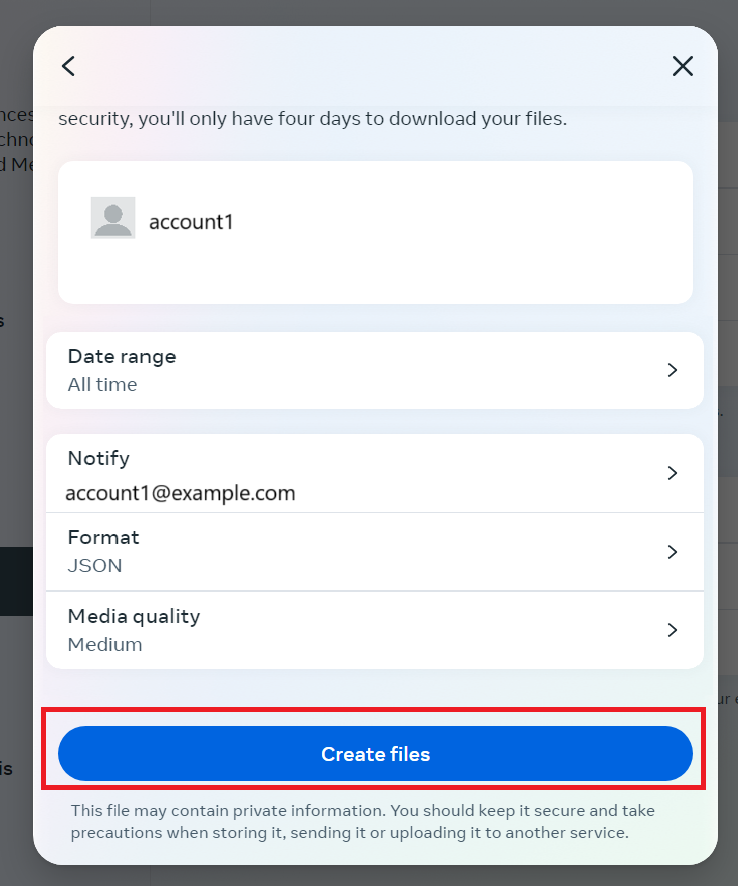 security, you'll only have four days to download your files.
account1
Date range
All time
Notify
account1@example.com
Format
JSON
Media quality
Medium
Create files
This file may contain private information. You should keep it secure and take
precautions when storing it, sending it or uploading it to another service.